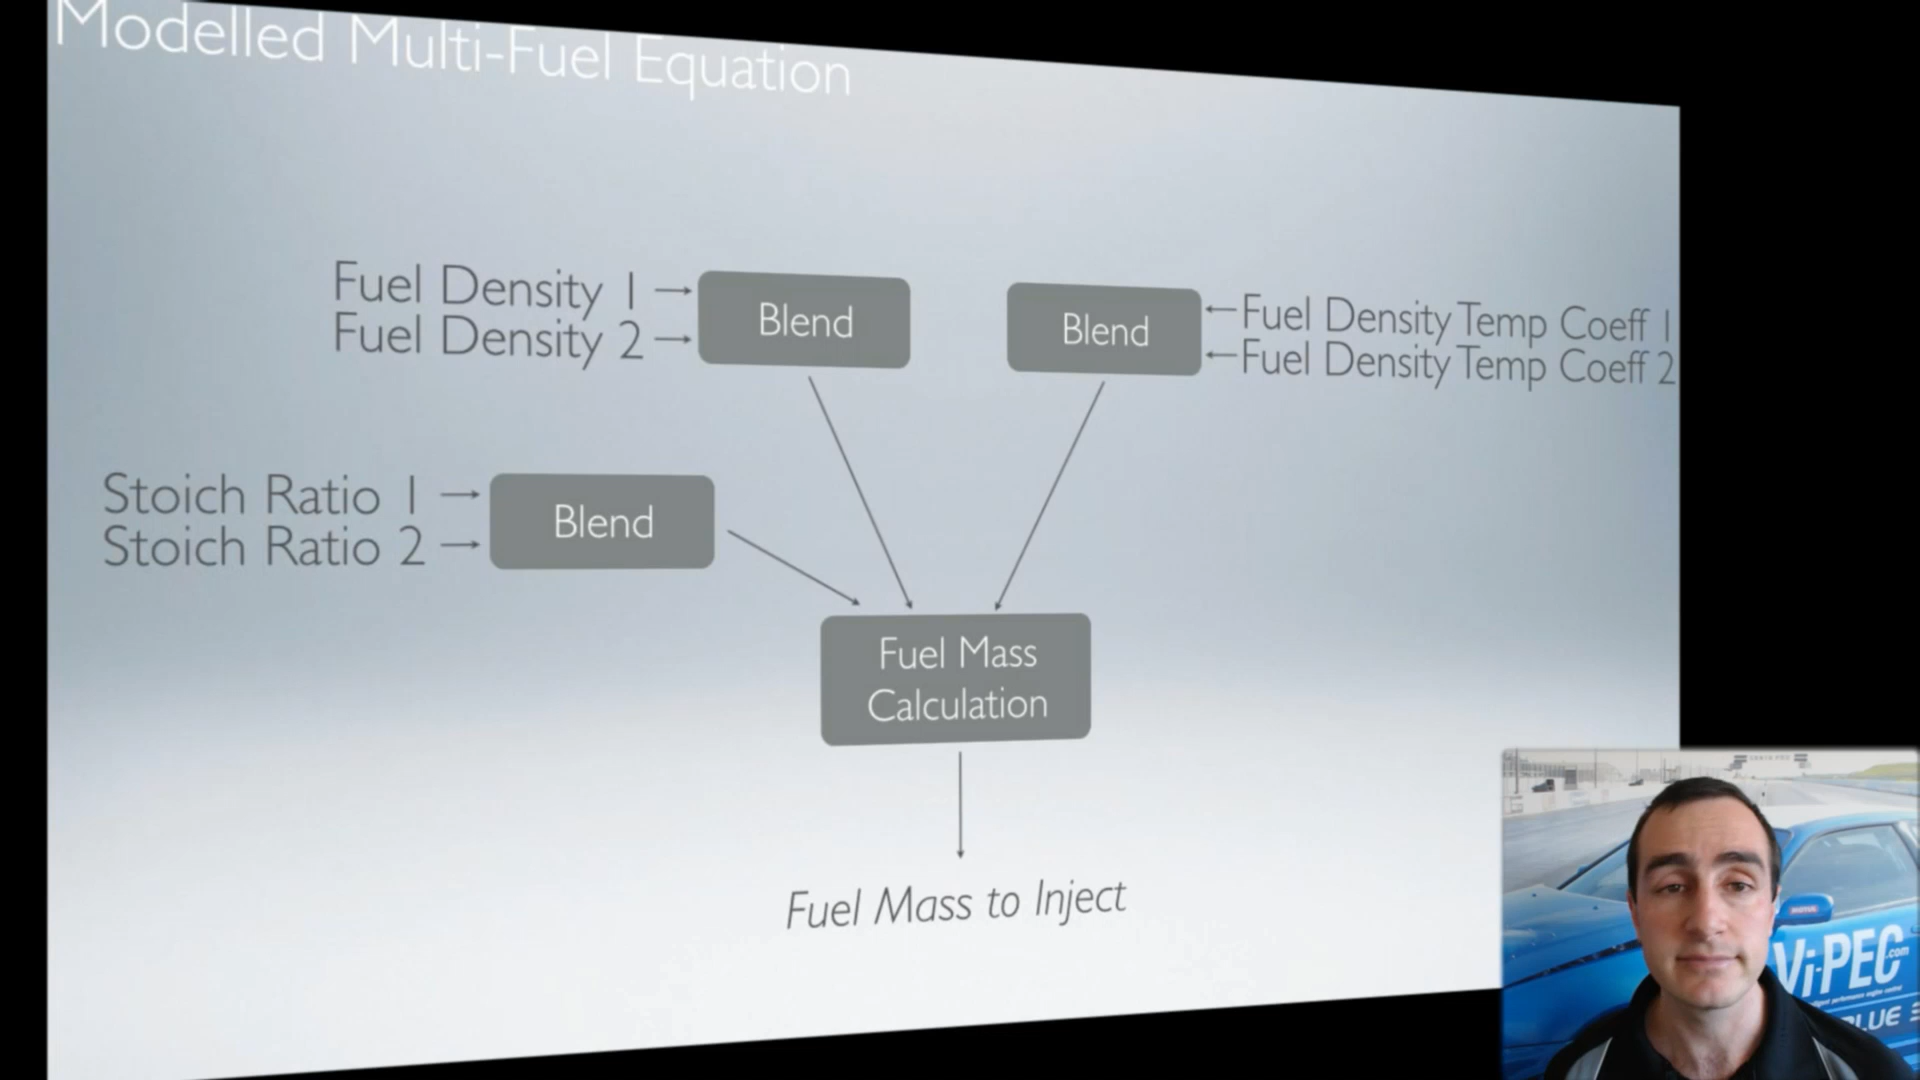 Modelled Multi-Fuel Equation
Fuel Density 1
Fuel Density 2
Blend
Blend
Fuel Density Temp Coeff 1
Fuel Density Temp Coeff 2
Stoich Ratio 1
Stoich Ratio 2
Blend
Fuel Mass
Calculation
Fuel Mass to Inject
Vi-PEC
.com
BLUE